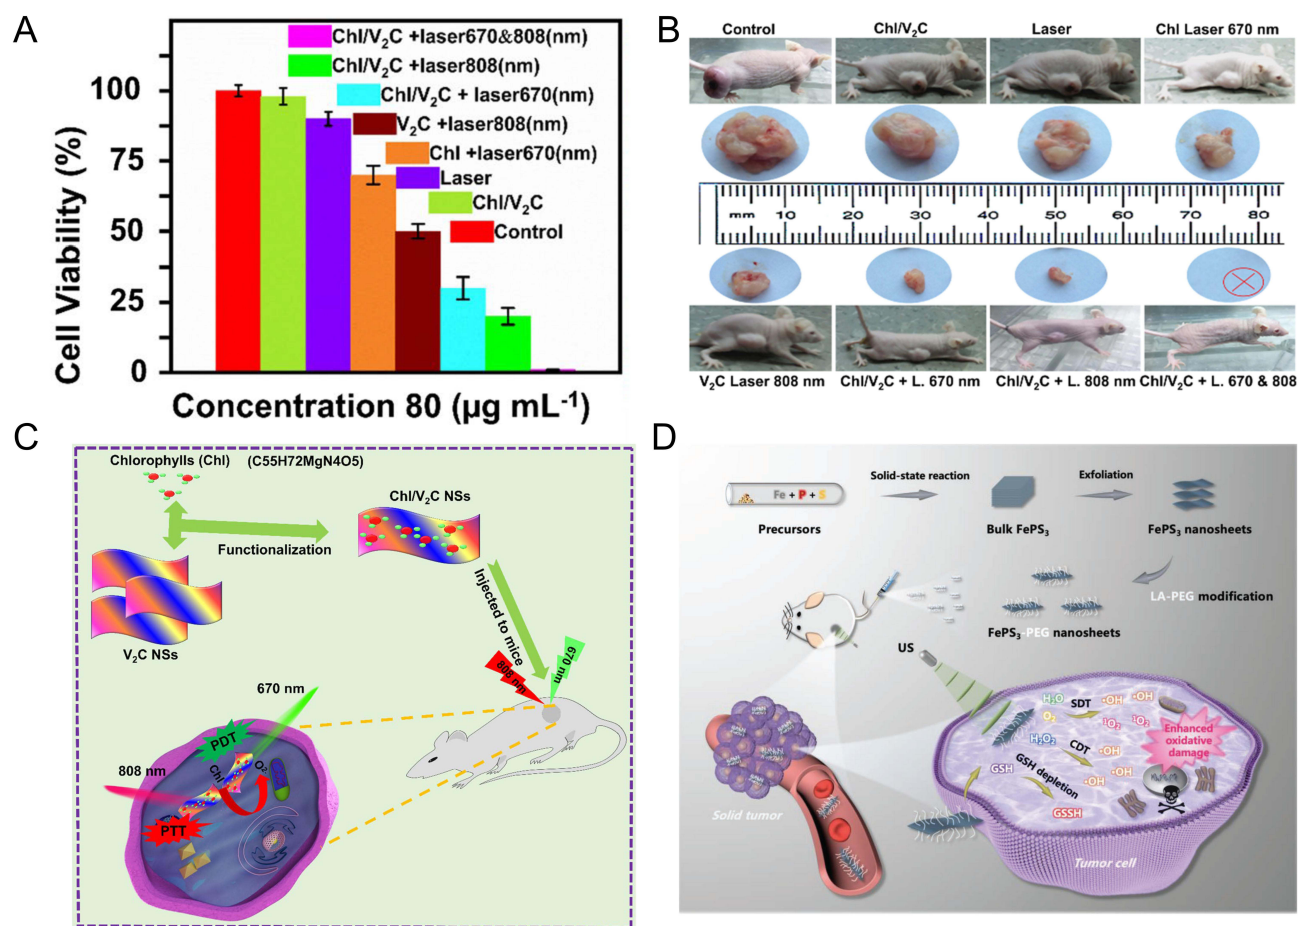 A
Chl/V₂C +laser670&808(nm)
Chl/V₂C +laser808(nm)
Chl/V₂C + laser670(nm)
V₂C +laser808(nm)
Chl +laser670(nm)
Laser
Chl/V₂C
Control
100
75
50
25
0
Cell Viability (%)
Concentration 80 (µg mL⁻¹)
B
Control
Chl/V₂C
Laser
Chl Laser 670 nm
mm 10 20 30 40 50 60 70 80
V₂C Laser 808 nm
Chl/V₂C + L. 670 nm
Chl/V₂C + L. 808 nm
Chl/V₂C + L. 670 & 808
C
Chlorophylls (Chl) (C55H72MgN4O5)
Chl/V₂C NSs
Functionalization
V₂C NSs
Injected to mice
808 nm
670 nm
670 nm
PDT
808 nm
Chl
O²
PTT
D
Fe + P + S
Precursors
Solid-state reaction
Bulk FePS₃
Exfoliation
FePS₃ nanosheets
LA-PEG modification
FePS₃-PEG nanosheets
US
Solid tumor
H₂O
O₂
SDT
•OH
•OH
¹O₂
¹O₂
H₂O₂
CDT
•OH
•OH
•OH
GSH
GSH depletion
GSSH
Enhanced
oxidative
damage
Tumor cell